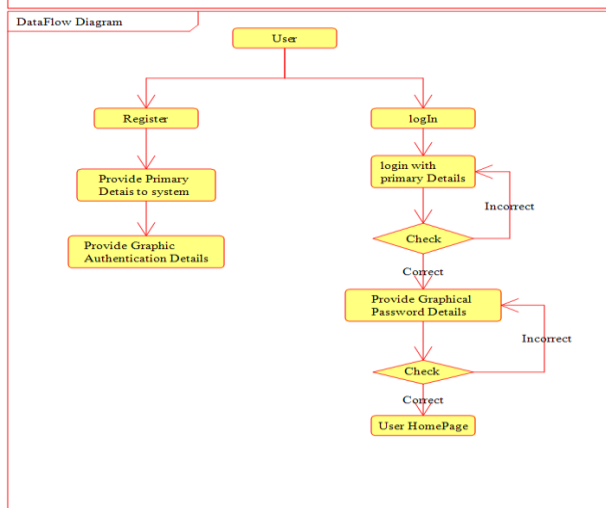 DataFlow Diagram
User
Register
logIn
Provide Primary
Detais to system
login with
primary Details
Incorrect
Provide Graphic
Authentication Details
Check
Correct
Provide Graphical
Password Details
Incorrect
Check
Correct
User HomePage